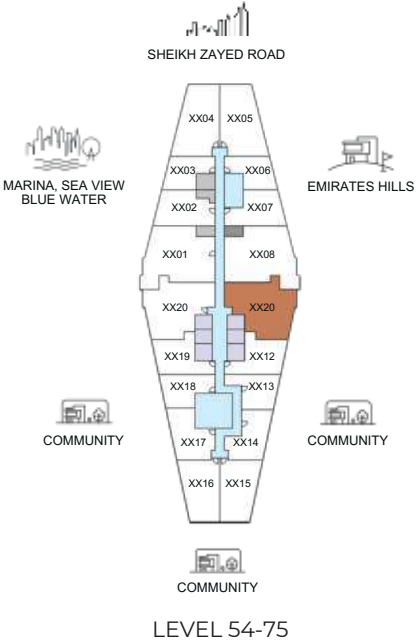 SHEIKH ZAYED ROAD
XX04 XX05
XX03 XX06
MARINA, SEA VIEW
BLUE WATER
EMIRATES HILLS
XX02 XX07
XX01 XX08
XX20 XX20
XX19 XX12
XX18 XX13
COMMUNITY
COMMUNITY
XX17 XX14
XX16 XX15
COMMUNITY
LEVEL 54-75